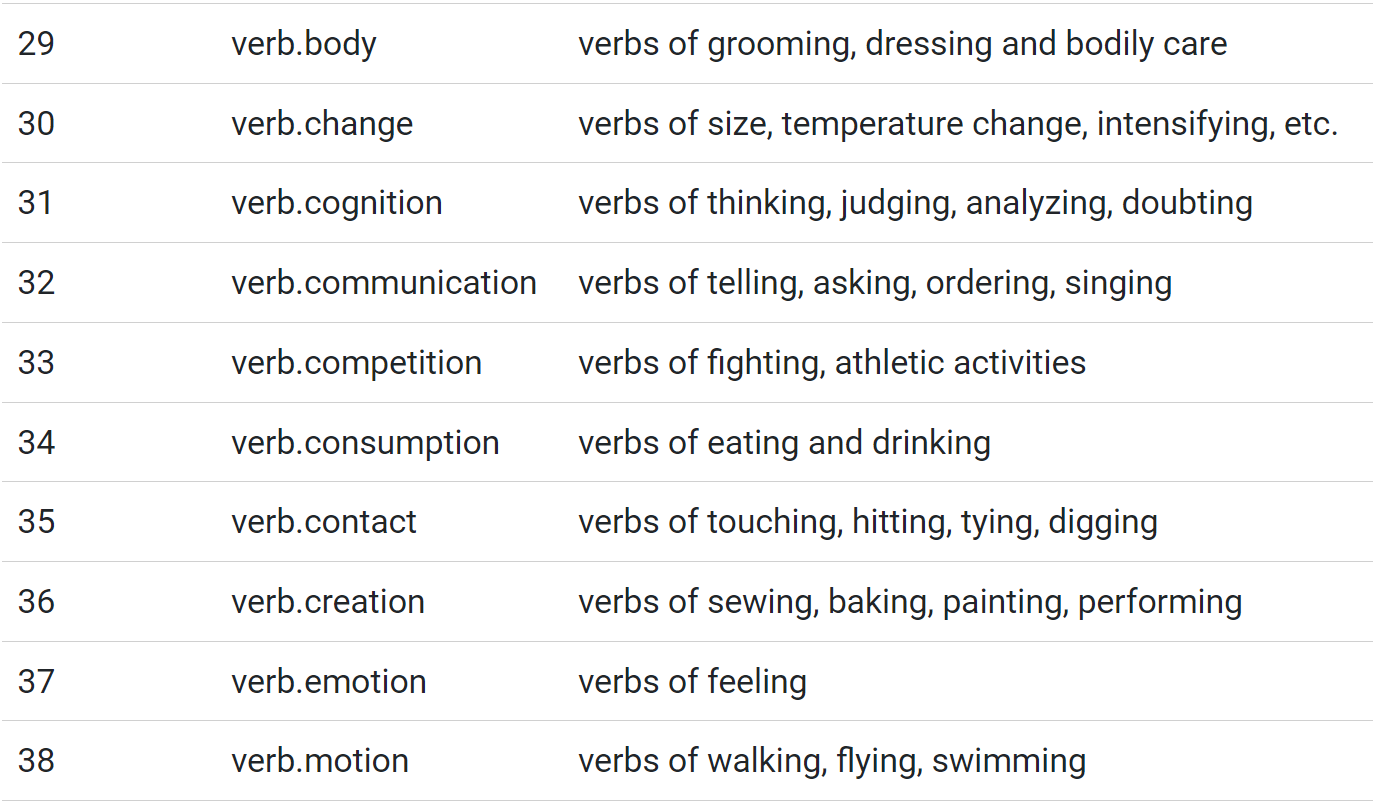 29 verb.body verbs of grooming, dressing and bodily care
30 verb.change verbs of size, temperature change, intensifying, etc.
31 verb.cognition verbs of thinking, judging, analyzing, doubting
32 verb.communication verbs of telling, asking, ordering, singing
33 verb.competition verbs of fighting, athletic activities
34 verb.consumption verbs of eating and drinking
35 verb.contact verbs of touching, hitting, tying, digging
36 verb.creation verbs of sewing, baking, painting, performing
37 verb.emotion verbs of feeling
38 verb.motion verbs of walking, flying, swimming